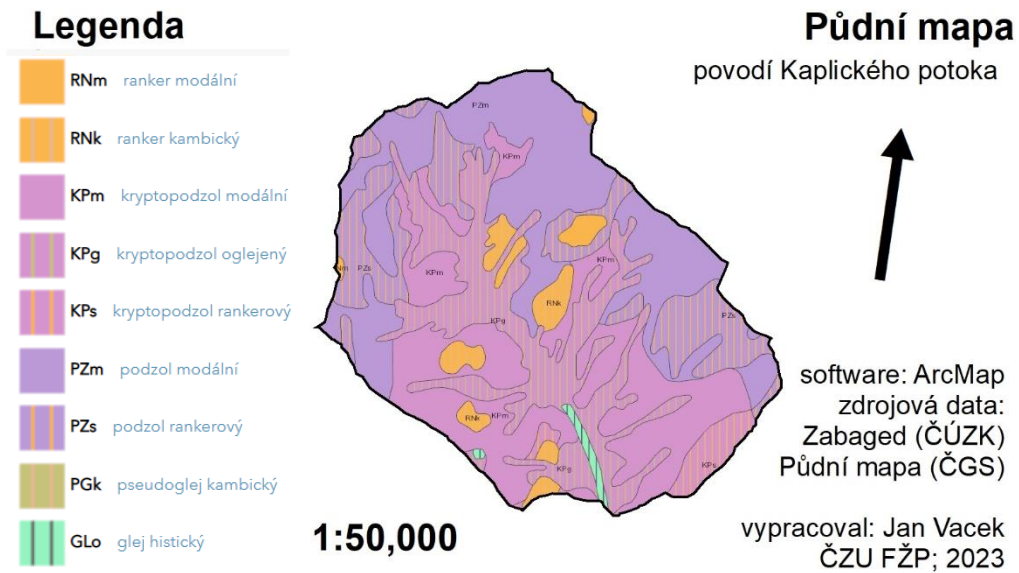 Legenda
RNm ranker modální
RNk ranker kambický
KPm kryptopodzol modální
KPg kryptopodzol oglejený
KPs kryptopodzol rankerový
PZm podzol modální
PZs podzol rankerový
PGk pseudoglej kambický
GLo glej histický
Půdní mapa
povodí Kaplického potoka
PZm
KPm
PZs
KPm
KPm
RNk
KPg
PZs
RNk
KPm
KPg
KPs
1:50,000
software: ArcMap
zdrojová data:
Zabaged (ČÚZK)
Půdní mapa (ČGS)
vypracoval: Jan Vacek
ČZU FŽP; 2023